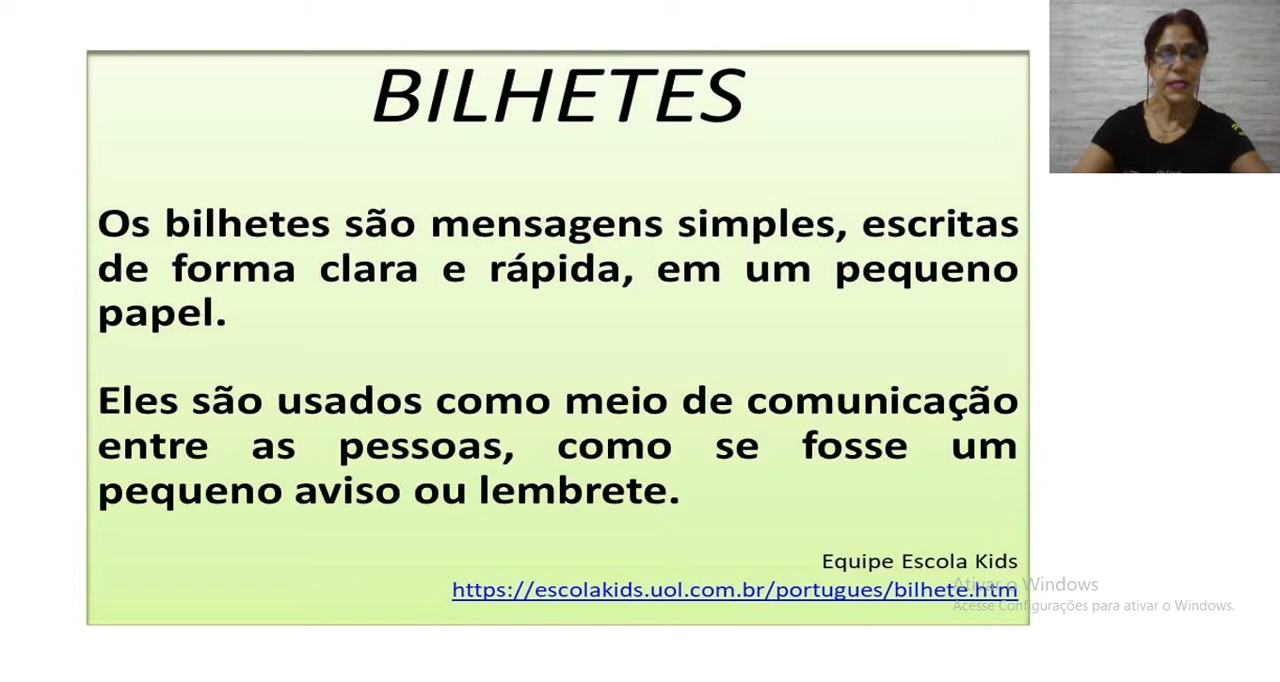 BILHETES
Os bilhetes são mensagens simples, escritas
de forma clara e rápida, em um pequeno
papel.
Eles são usados como meio de comunicação
entre as pessoas, como se fosse um
pequeno aviso ou lembrete.
Equipe Escola Kids
https://escolakids.uol.com.br/portugues/bilhete.htm
Ativar o Windows
Acesse Configurações para ativar o Windows.